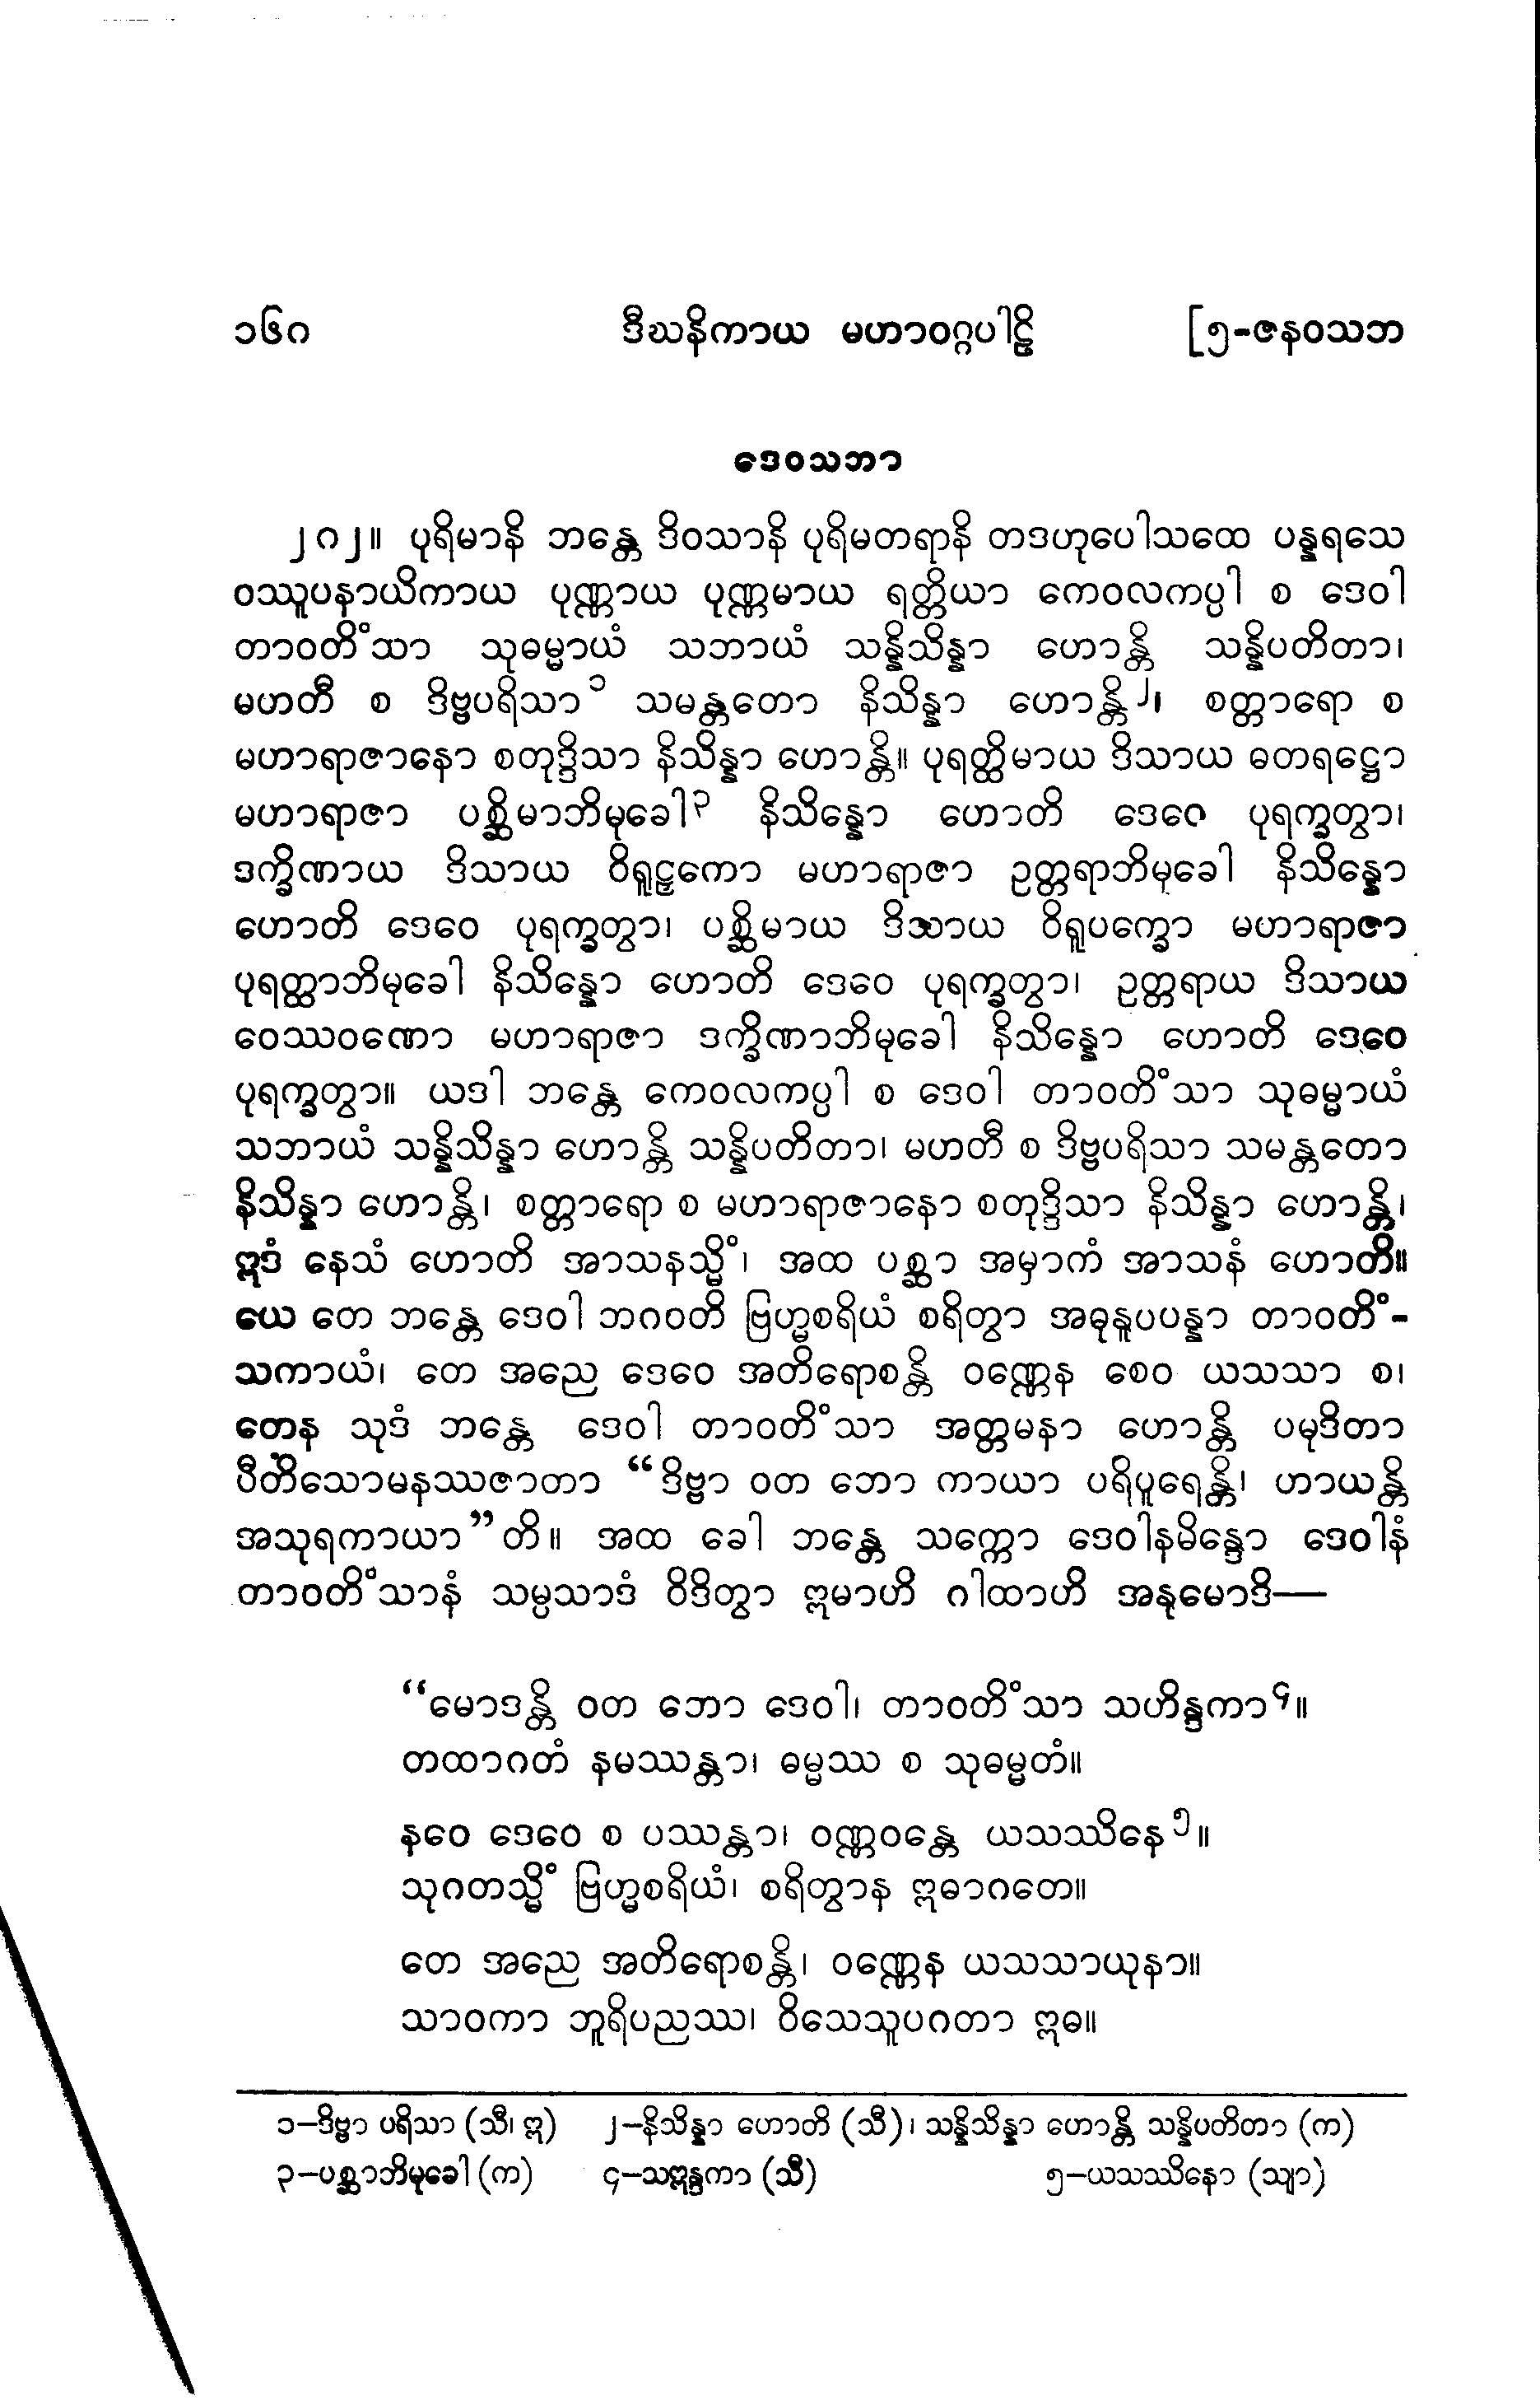 ၁၆၈ ဒီဃနိကာယ မဟာဝဂ္ဂပါဠိ [၅-ဇနဝသဘ
ဒေဝသဘာ
၂၈၂။ ပုရိမာနိ ဘန္တေ ဒိဝသာနိ ပုရိမတရာနိ တဒဟုပေါသထေ ပန္နရသေ
ဝဿူပနာယိကာယ ပုဏ္ဏာယ ပုဏ္ဏမာယ ရတ္တိယာ ကေဝလကပ္ပါ စ ဒေဝါ
တာဝတိံသာ သုဓမ္မာယံ သဘာယံ သန္နိသိန္နာ ဟောန္တိ သန္နိပတိတာ၊
မဟတီ စ ဒိဗ္ဗပရိသာ၁ သမန္တတော နိသိန္နာ ဟောန္တိ၂၊ စတ္တာရော စ
မဟာရာဇာနော စတုဒ္ဒိသာ နိသိန္နာ ဟောန္တိ။ ပုရတ္ထိမာယ ဒိသာယ ဓတရဋ္ဌော
မဟာရာဇာ ပစ္ဆိမာဘိမုခေါ၃ နိသိန္နော ဟောတိ ဒေဝေ ပုရက္ခတွာ၊
ဒက္ခိဏာယ ဒိသာယ ဝိရူဠှကော မဟာရာဇာ ဥတ္တရာဘိမုခေါ နိသိန္နော
ဟောတိ ဒေဝေ ပုရက္ခတွာ၊ ပစ္ဆိမာယ ဒိသာယ ဝိရူပက္ခော မဟာရာဇာ
ပုရတ္ထာဘိမုခေါ နိသိန္နော ဟောတိ ဒေဝေ ပုရက္ခတွာ၊ ဥတ္တရာယ ဒိသာယ
ဝေဿဝဏော မဟာရာဇာ ဒက္ခိဏာဘိမုခေါ နိသိန္နော ဟောတိ ဒေဝေ
ပုရက္ခတွာ။ ယဒါ ဘန္တေ ကေဝလကပ္ပါ စ ဒေဝါ တာဝတိံသာ သုဓမ္မာယံ
သဘာယံ သန္နိသိန္နာ ဟောန္တိ သန္နိပတိတာ၊ မဟတီ စ ဒိဗ္ဗပရိသာ သမန္တတော
နိသိန္နာ ဟောန္တိ၊ စတ္တာရော စ မဟာရာဇာနော စတုဒ္ဒိသာ နိသိန္နာ ဟောန္တိ၊
ဣဒံ နေသံ ဟောတိ အာသနသ္မိံ၊ အထ ပစ္ဆာ အမှာကံ အာသနံ ဟောတိ။
ယေ တေ ဘန္တေ ဒေဝါ ဘဂဝတိ ဗြဟ္မစရိယံ စရိတွာ အဓုနူပပန္နာ တာဝတိံ-
သကာယံ၊ တေ အညေ ဒေဝေ အတိရောစန္တိ ဝဏ္ဏေန စေဝ ယသသာ စ၊
တေန သုဒံ ဘန္တေ ဒေဝါ တာဝတိံသာ အတ္တမနာ ဟောန္တိ ပမုဒိတာ
ပီတိသောမနဿဇာတာ “ဒိဗ္ဗာ ဝတ ဘော ကာယာ ပရိပူရေန္တိ၊ ဟာယန္တိ
အသုရကာယာ”တိ။ အထ ခေါ ဘန္တေ သက္ကော ဒေဝါနမိန္ဒော ဒေဝါနံ
တာဝတိံသာနံ သမ္ပသာဒံ ဝိဒိတွာ ဣမာဟိ ဂါထာဟိ အနုမောဒိ—
“မောဒန္တိ ဝတ ဘော ဒေဝါ၊ တာဝတိံသာ သဟိန္ဒကာ၄။
တထာဂတံ နမဿန္တာ၊ ဓမ္မဿ စ သုဓမ္မတံ။
နဝေ ဒေဝေ စ ပဿန္တာ၊ ဝဏ္ဏဝန္တေ ယသဿိနေ၅။
သုဂတသ္မိံ ဗြဟ္မစရိယံ၊ စရိတွာန ဣဓာဂတေ။
တေ အညေ အတိရောစန္တိ၊ ဝဏ္ဏေန ယသသာယုနာ။
သာဝကာ ဘူရိပညဿ၊ ဝိသေသူပဂတာ ဣဓ။
၁–ဒိဗ္ဗာ ပရိသာ (သီ၊ ဣ) ၂–နိသိန္နာ ဟောတိ (သီ)၊ သန္နိသိန္နာ ဟောန္တိ သန္နိပတိတာ (က)
၃–ပစ္ဆာဘိမုခေါ (က) ၄–သဣန္ဒကာ (သီ) ၅–ယသဿိနော (သျာ)